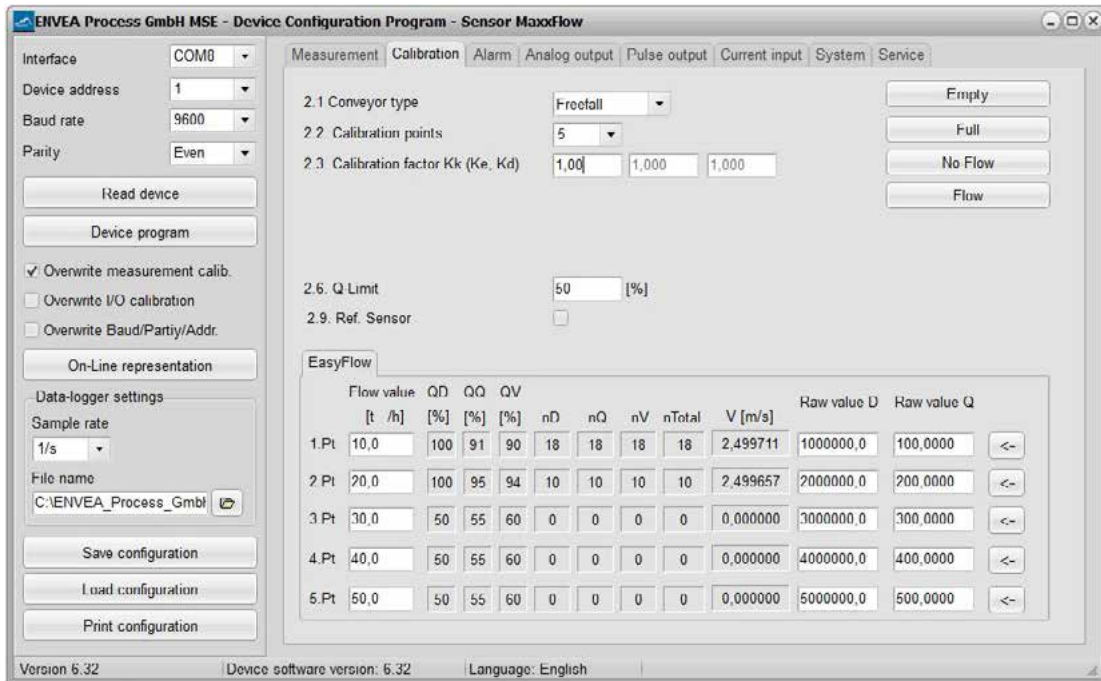 ENVEA Process GmbH MSE - Device Configuration Program - Sensor MaxxFlow
Interface COM8
Device address 1
Baud rate 9600
Parity Even
Read device
Device program
Overwrite measurement calib.
Overwrite I/O calibration
Overwrite Baud/Partiy/Addr.
On-Line representation
Data-logger settings
Sample rate
1/s
File name
C:\ENVEA_Process_GmbH
Save configuration
Load configuration
Print configuration
Measurement Calibration Alarm Analog output Pulse output Current input System Service
2.1 Conveyor type Freefall
2.2. Calibration points 5
2.3. Calibration factor Kk (Ke, Kd) 1,00 1,000 1,000
Empty
Full
No Flow
Flow
2.6. Q-Limit 50 [%]
2.9. Ref. Sensor
EasyFlow
Flow value QD QQ QV
[t /h] [%] [%] [%] nD nQ nV nTotal V [m/s] Raw value D Raw value Q
1.Pt 10,0 100 91 90 18 18 18 18 2,499711 1000000,0 100,0000 <-
2.Pt 20,0 100 95 94 10 10 10 10 2,499657 2000000,0 200,0000 <-
3.Pt 30,0 50 55 60 0 0 0 0 0,000000 3000000,0 300,0000 <-
4.Pt 40,0 50 55 60 0 0 0 0 0,000000 4000000,0 400,0000 <-
5.Pt 50,0 50 55 60 0 0 0 0 0,000000 5000000,0 500,0000 <-
Version 6.32 Device software version: 6.32 Language: English